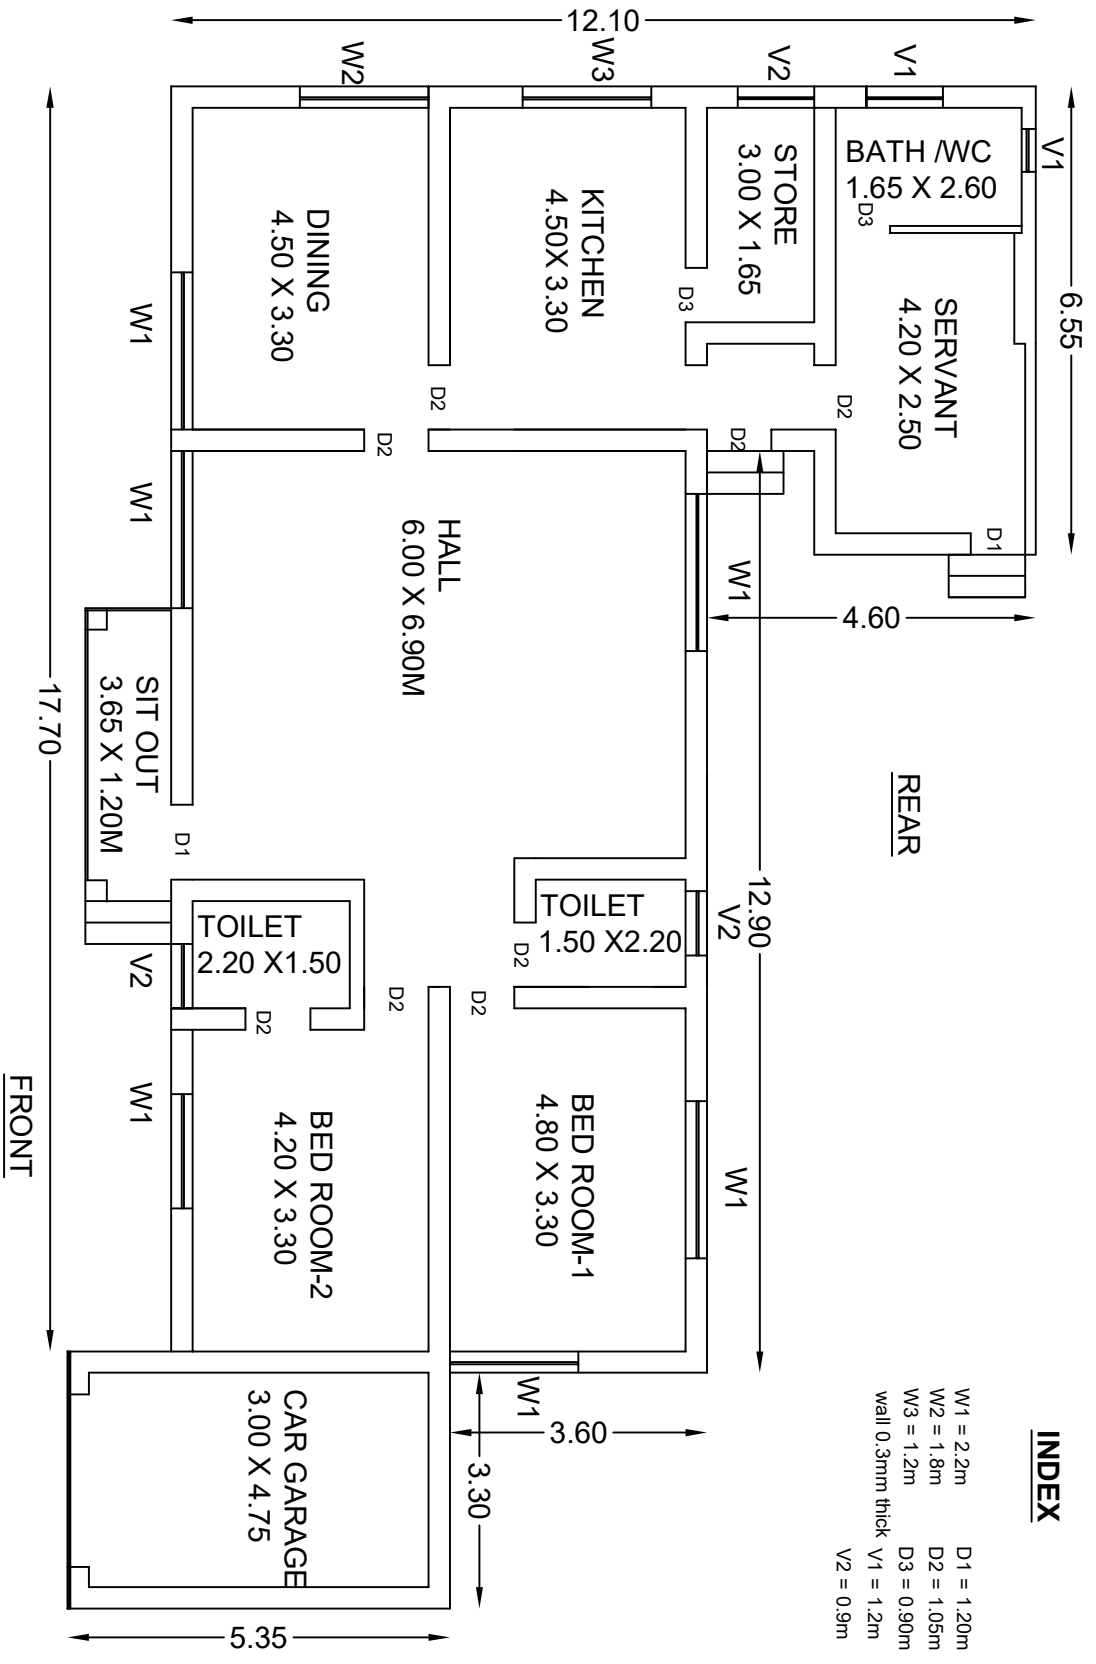 12.10
W2
W3
V2
V1
V1
6.55
BATH /WC
1.65 X 2.60
D3
STORE
3.00 X 1.65
KITCHEN
4.50X 3.30
D3
DINING
4.50 X 3.30
SERVANT
4.20 X 2.50
W1
D2
D2
D2
D2
D1
W1
HALL
6.00 X 6.90M
W1
4.60
SIT OUT
3.65 X 1.20M
17.70
D1
REAR
12.90
TOILET
1.50 X2.20
V2
D2
TOILET
2.20 X1.50
V2
D2
D2
D2
W1
BED ROOM-2
4.20 X 3.30
BED ROOM-1
4.80 X 3.30
W1
FRONT
W1
3.60
3.30
CAR GARAGE
3.00 X 4.75
5.35
INDEX
W1 = 2.2m D1 = 1.20m
W2 = 1.8m D2 = 1.05m
W3 = 1.2m D3 = 0.90m
wall 0.3mm thick V1 = 1.2m
V2 = 0.9m